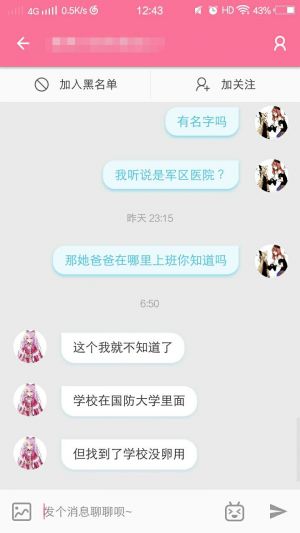 4G 0.5K/s 12:43 HD 43%
加入黑名单 加关注
有名字吗
我听说是军区医院？
昨天 23:15
那她爸爸在哪里上班你知道吗
6:50
这个我就不知道了
学校在国防大学里面
但找到了学校没卵用
发个消息聊聊呗~